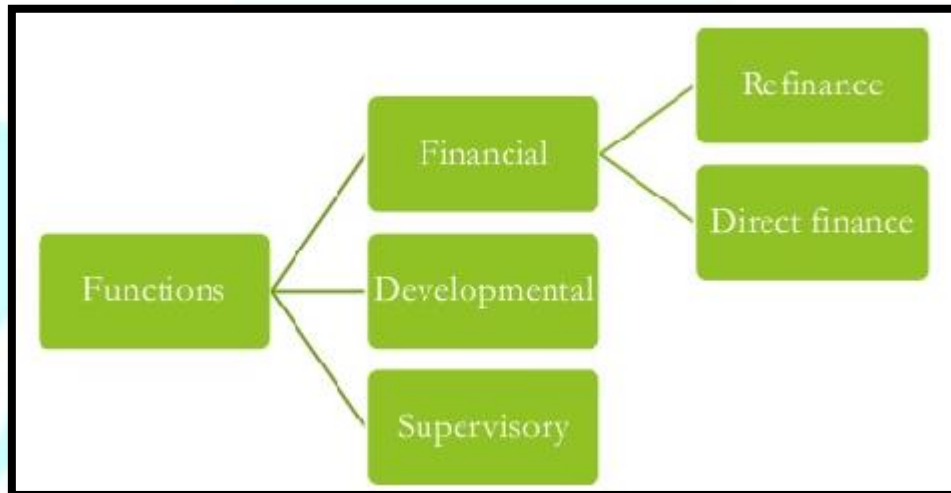 Functions
Financial
Developmental
Supervisory
Refinance
Direct finance